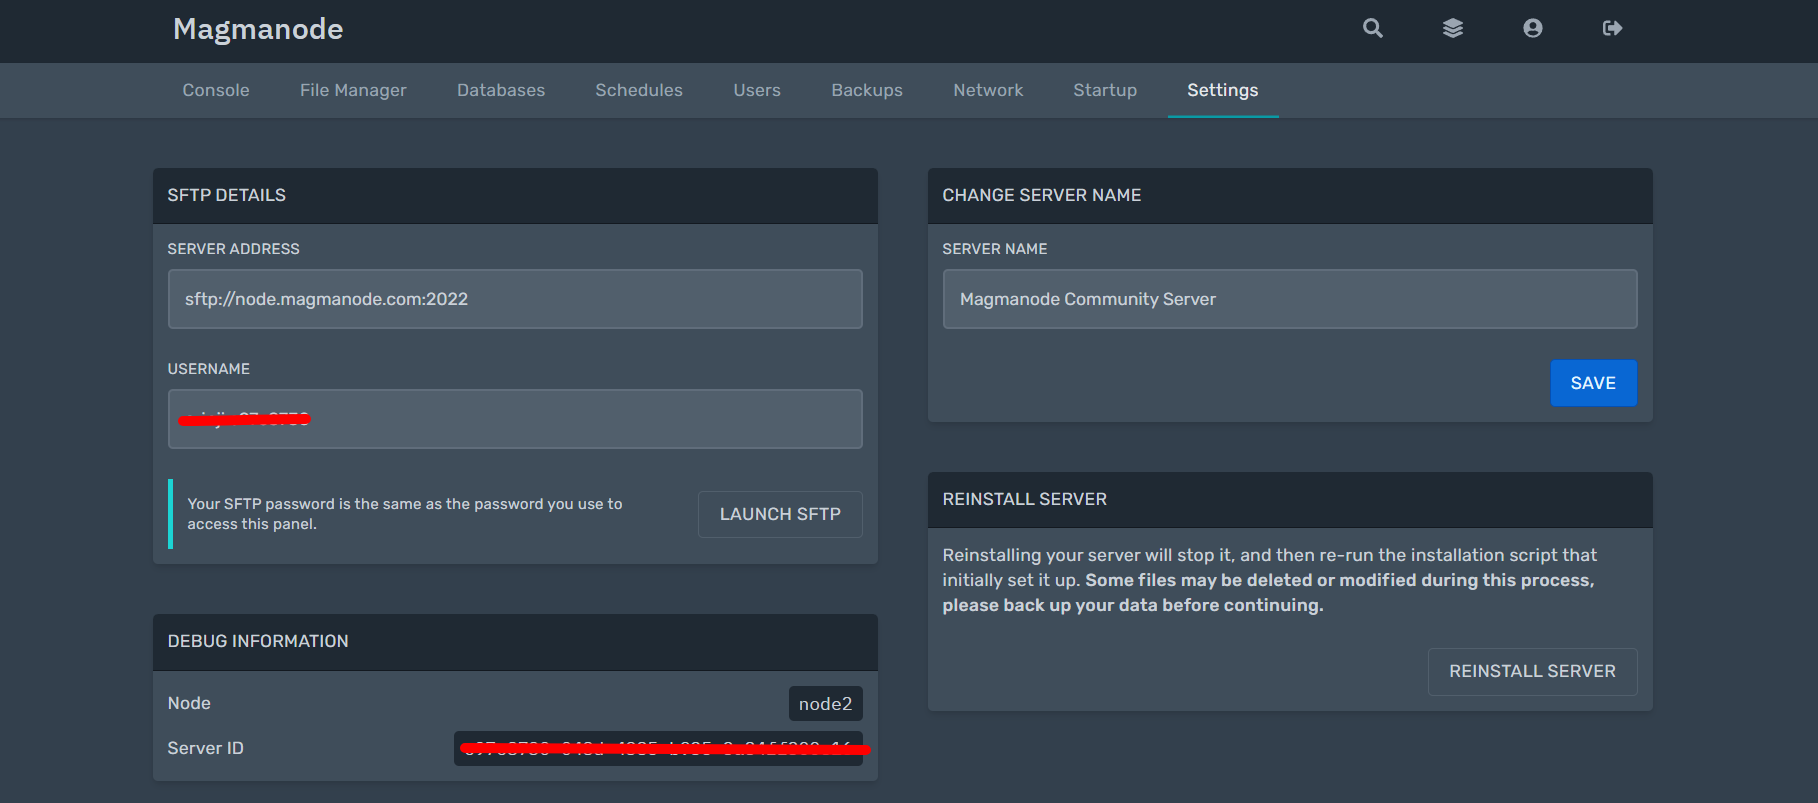 Magmanode
Console File Manager Databases Schedules Users Backups Network Startup Settings
SFTP DETAILS
SERVER ADDRESS
sftp://node.magmanode.com:2022
USERNAME
Your SFTP password is the same as the password you use to
access this panel.
LAUNCH SFTP
DEBUG INFORMATION
Node
node2
Server ID
CHANGE SERVER NAME
SERVER NAME
Magmanode Community Server
SAVE
REINSTALL SERVER
Reinstalling your server will stop it, and then re-run the installation script that
initially set it up. Some files may be deleted or modified during this process,
please back up your data before continuing.
REINSTALL SERVER